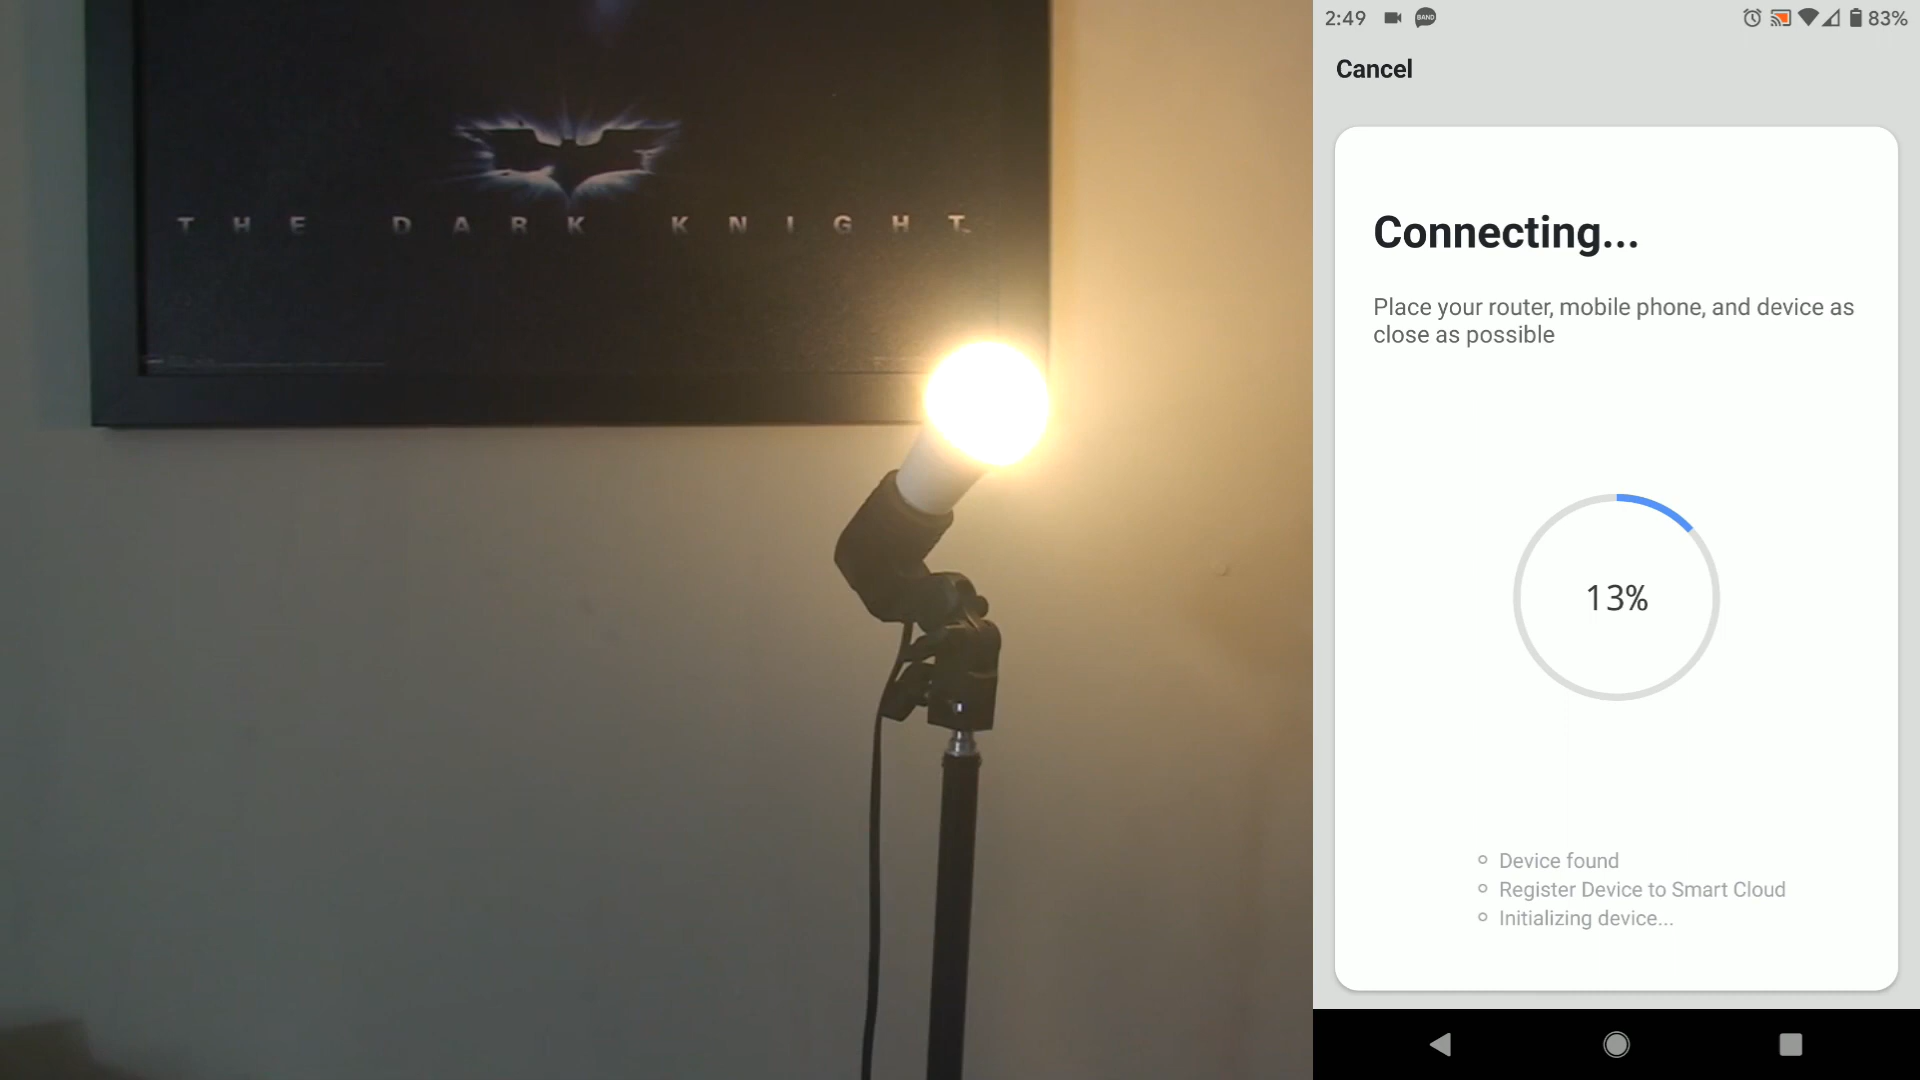 THE DARK KNIGHT
2:49 BAND 83%
Cancel
Connecting...
Place your router, mobile phone, and device as
close as possible
13%
Device found
Register Device to Smart Cloud
Initializing device...